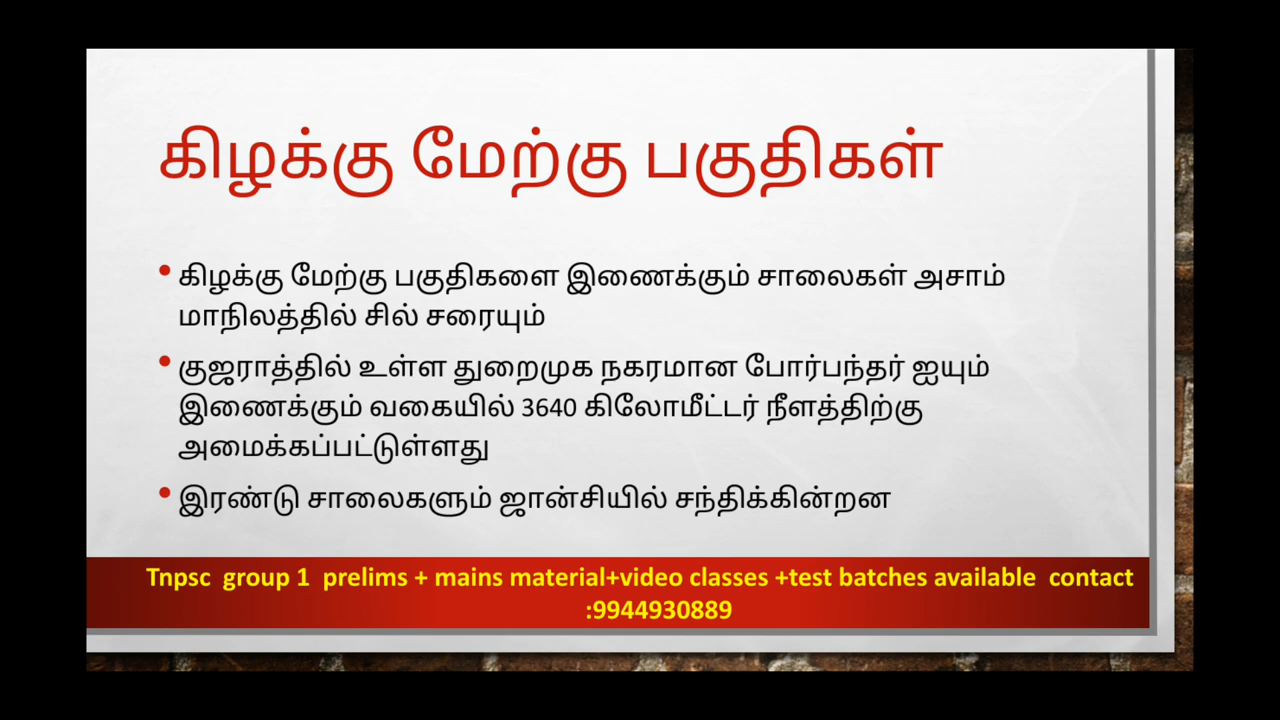 கிழக்கு மேற்கு பகுதிகள்
• கிழக்கு மேற்கு பகுதிகளை இணைக்கும் சாலைகள் அசாம்
மாநிலத்தில் சில் சரையும்
• குஜராத்தில் உள்ள துறைமுக நகரமான போர்பந்தர் ஐயும்
இணைக்கும் வகையில் 3640 கிலோமீட்டர் நீளத்திற்கு
அமைக்கப்பட்டுள்ளது
• இரண்டு சாலைகளும் ஜான்சியில் சந்திக்கின்றன
Tnpsc group 1 prelims + mains material+video classes +test batches available contact
:9944930889